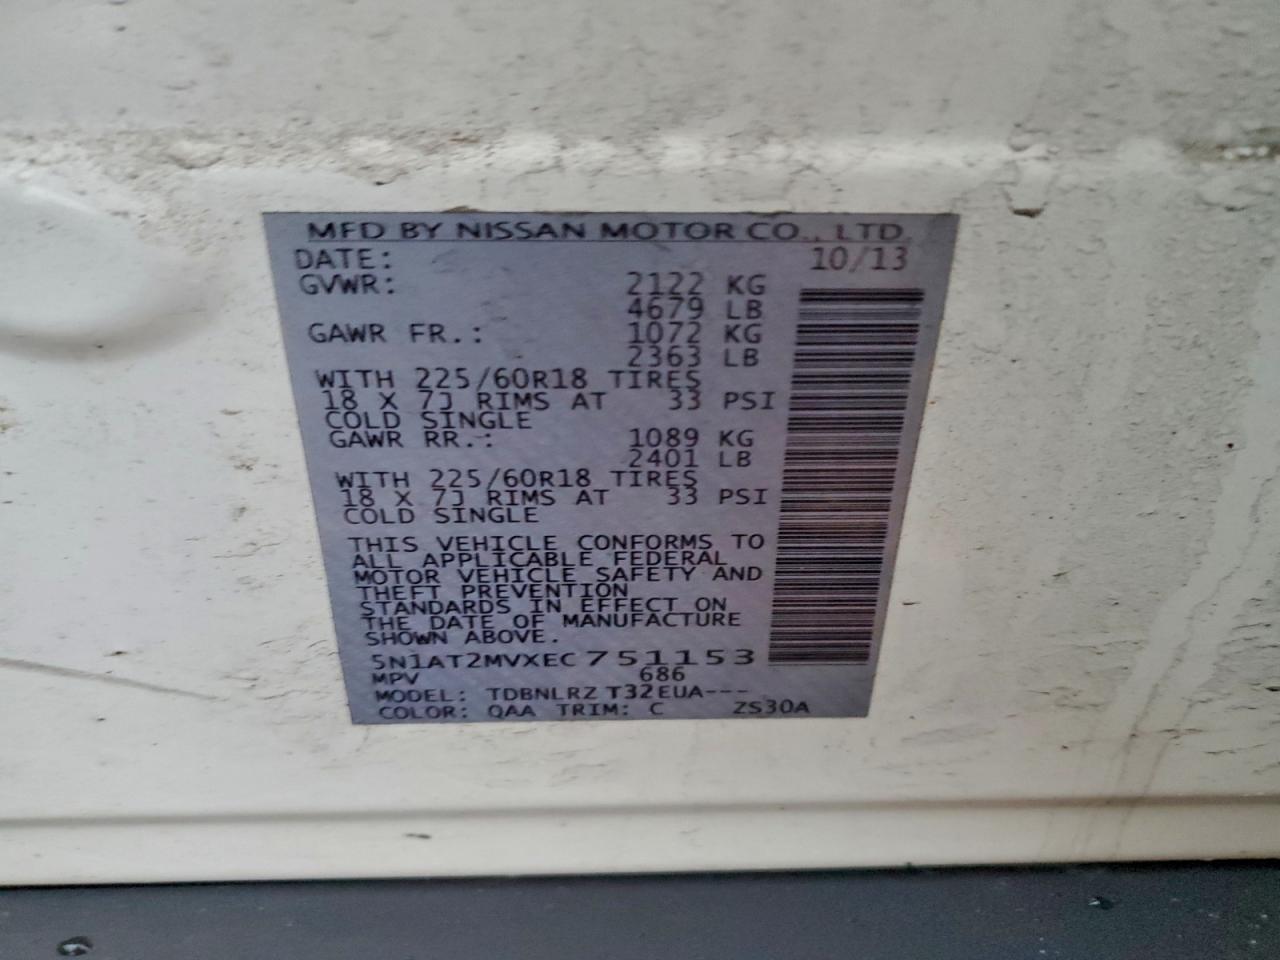 MFD BY NISSAN MOTOR CO., LTD.
DATE: 10/13
GVWR: 2122 KG
4679 LB
GAWR FR.: 1072 KG
2363 LB
WITH 225/60R18 TIRES
18 X 7J RIMS AT 33 PSI
COLD SINGLE
GAWR RR.: 1089 KG
2401 LB
WITH 225/60R18 TIRES
18 X 7J RIMS AT 33 PSI
COLD SINGLE
THIS VEHICLE CONFORMS TO
ALL APPLICABLE FEDERAL
MOTOR VEHICLE SAFETY AND
THEFT PREVENTION
STANDARDS IN EFFECT ON
THE DATE OF MANUFACTURE
SHOWN ABOVE.
5N1AT2MVXEC751153
MPV 686
MODEL: TDBNLRZ T32EUA---
COLOR: QAA TRIM: C ZS30A